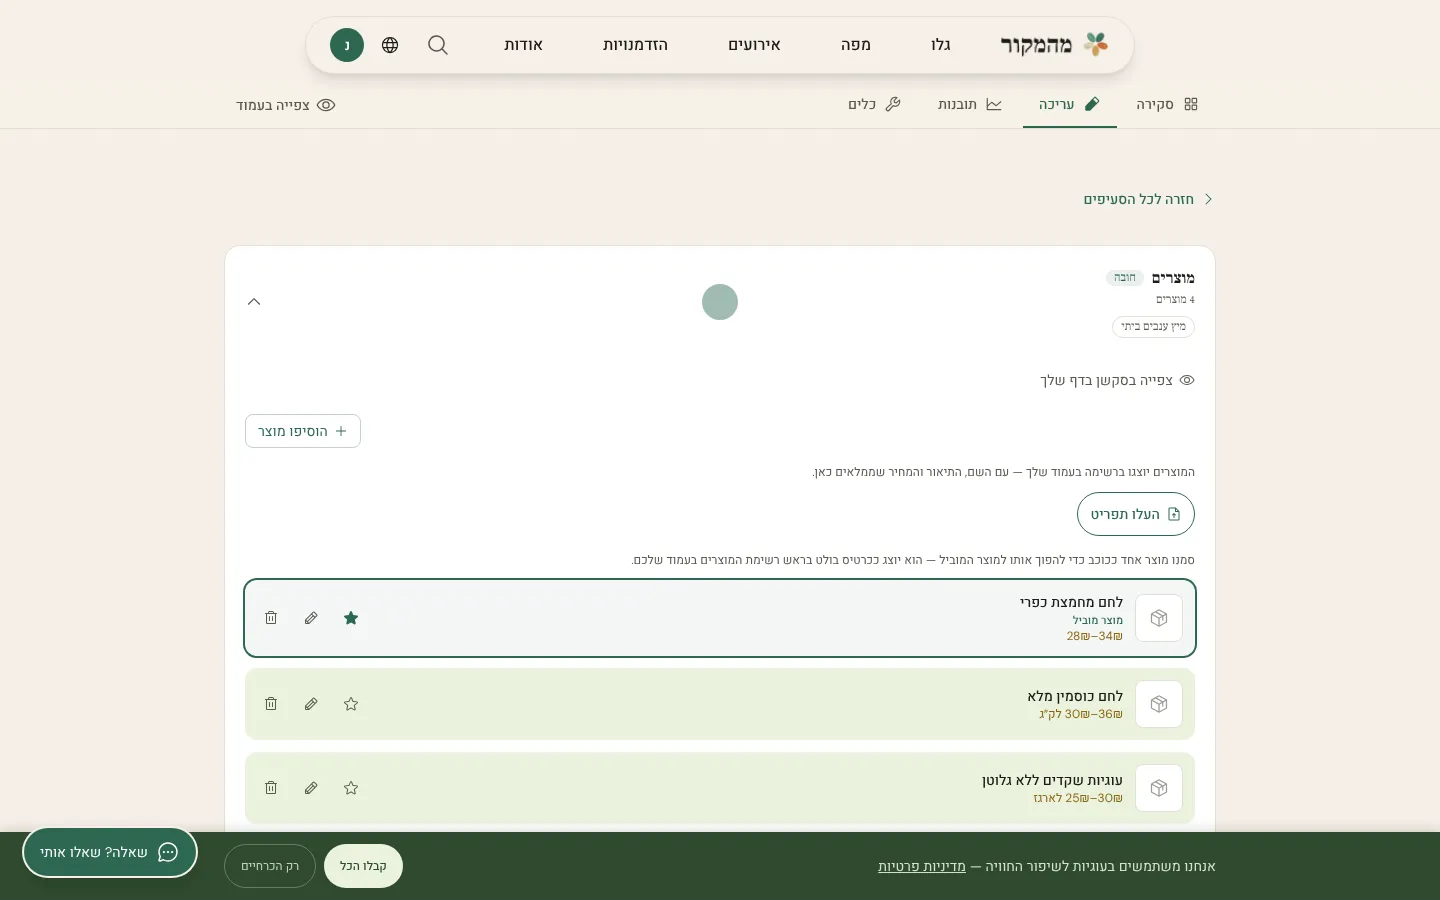 מהמקור
גלו
מפה
אירועים
הזדמנויות
אודות
נ
סקירה
עריכה
תובנות
כלים
צפייה בעמוד
חזרה לכל הסעיפים
מוצרים
חובה
4 מוצרים
מיץ ענבים ביתי
צפייה בסקשן בדף שלך
הוסיפו מוצר
המוצרים יוצגו ברשימה בעמוד שלך — עם השם, התיאור והמחיר שממלאים כאן.
העלו תפריט
סמנו מוצר אחד ככוכב כדי להפוך אותו למוצר המוביל — הוא יוצג ככרטיס בולט בראש רשימת המוצרים בעמוד שלכם.
לחם מחמצת כפרי
מוצר מוביל
28₪–34₪
לחם כוסמין מלא
30₪–36₪ לק"ג
עוגיות שקדים ללא גלוטן
25₪–30₪ לארגז
אנחנו משתמשים בעוגיות לשיפור החוויה — מדיניות פרטיות
קבלו הכל
רק הכרחיים
שאלה? שאלו אותי